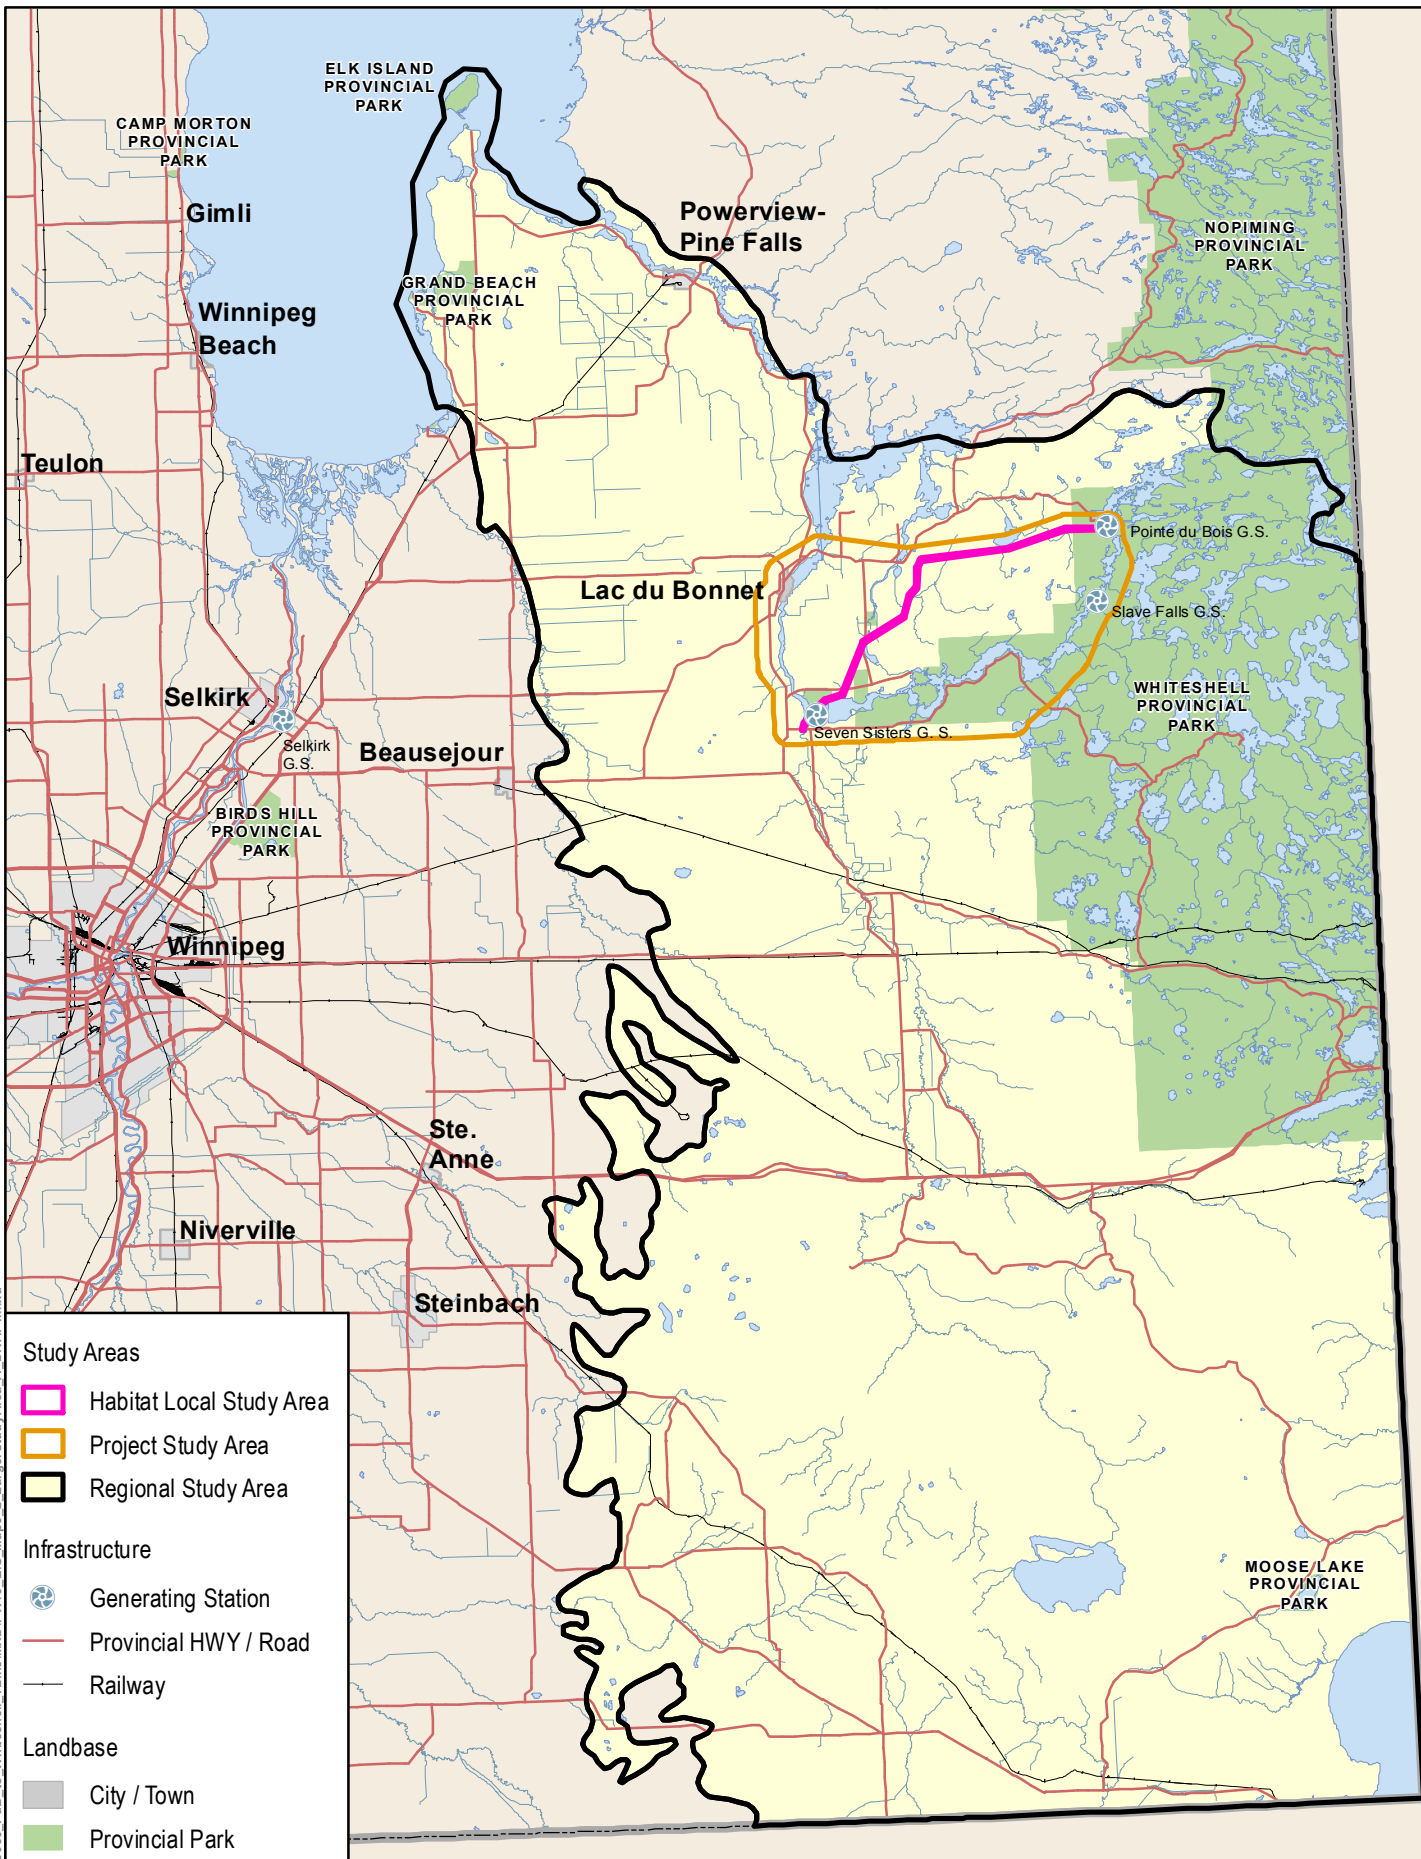 ELK ISLAND
PROVINCIAL
PARK
CAMP MORTON
PROVINCIAL
PARK
Gimli
Powerview-
Pine Falls
NOPIMING
PROVINCIAL
PARK
GRAND BEACH
PROVINCIAL
PARK
Winnipeg
Beach
Teulon
Pointe du Bois G.S.
Lac du Bonnet
Slave Falls G.S.
Selkirk
WHITESHELL
PROVINCIAL
PARK
Seven Sisters G. S.
Selkirk
G.S.
Beausejour
BIRDS HILL
PROVINCIAL
PARK
Winnipeg
Ste.
Anne
Niverville
Steinbach
MOOSE LAKE
PROVINCIAL
PARK
Study Areas
Habitat Local Study Area
Project Study Area
Regional Study Area
Infrastructure
Generating Station
Provincial HWY / Road
Railway
Landbase
City / Town
Provincial Park